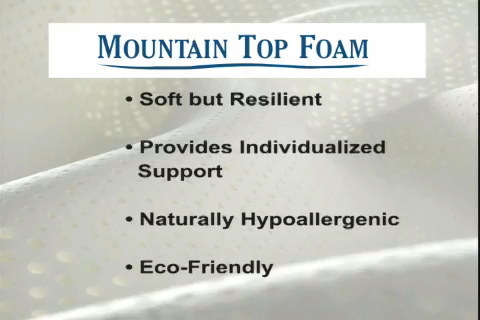 MOUNTAIN TOP FOAM
• Soft but Resilient
• Provides Individualized
Support
• Naturally Hypoallergenic
• Eco-Friendly